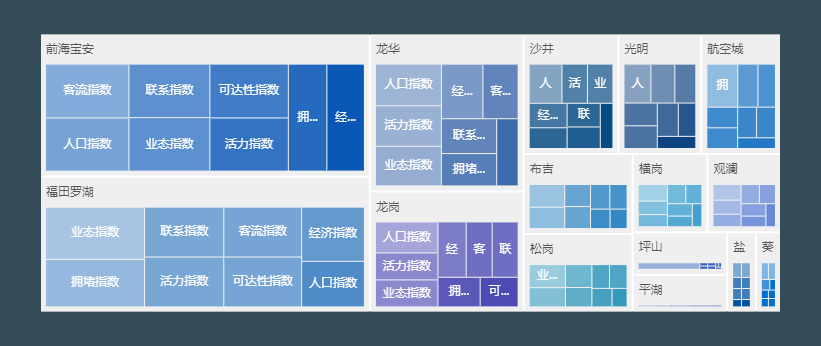 前海宝安
客流指数
联系指数
可达性指数
拥...
经...
人口指数
业态指数
活力指数
福田罗湖
业态指数
联系指数
客流指数
经济指数
拥堵指数
活力指数
可达性指数
人口指数
龙华
人口指数
经...
客...
活力指数
联系...
业态指数
拥堵...
龙岗
人口指数
经
客
联
活力指数
业态指数
拥...
可...
沙井
人
活
业
经...
联
光明
人
航空城
拥
布吉
横岗
观澜
松岗
业...
坪山
盐
葵
平湖